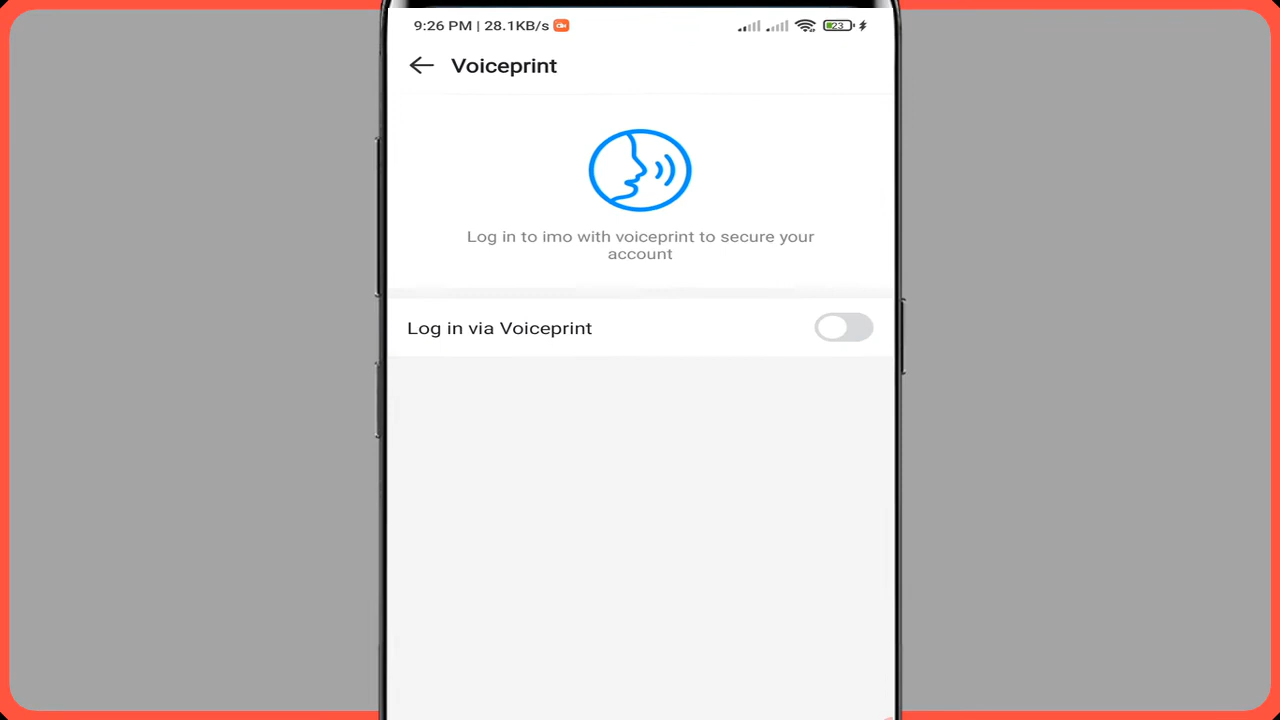 9:26 PM | 28.1KB/s
23
Voiceprint
Log in to imo with voiceprint to secure your
account
Log in via Voiceprint